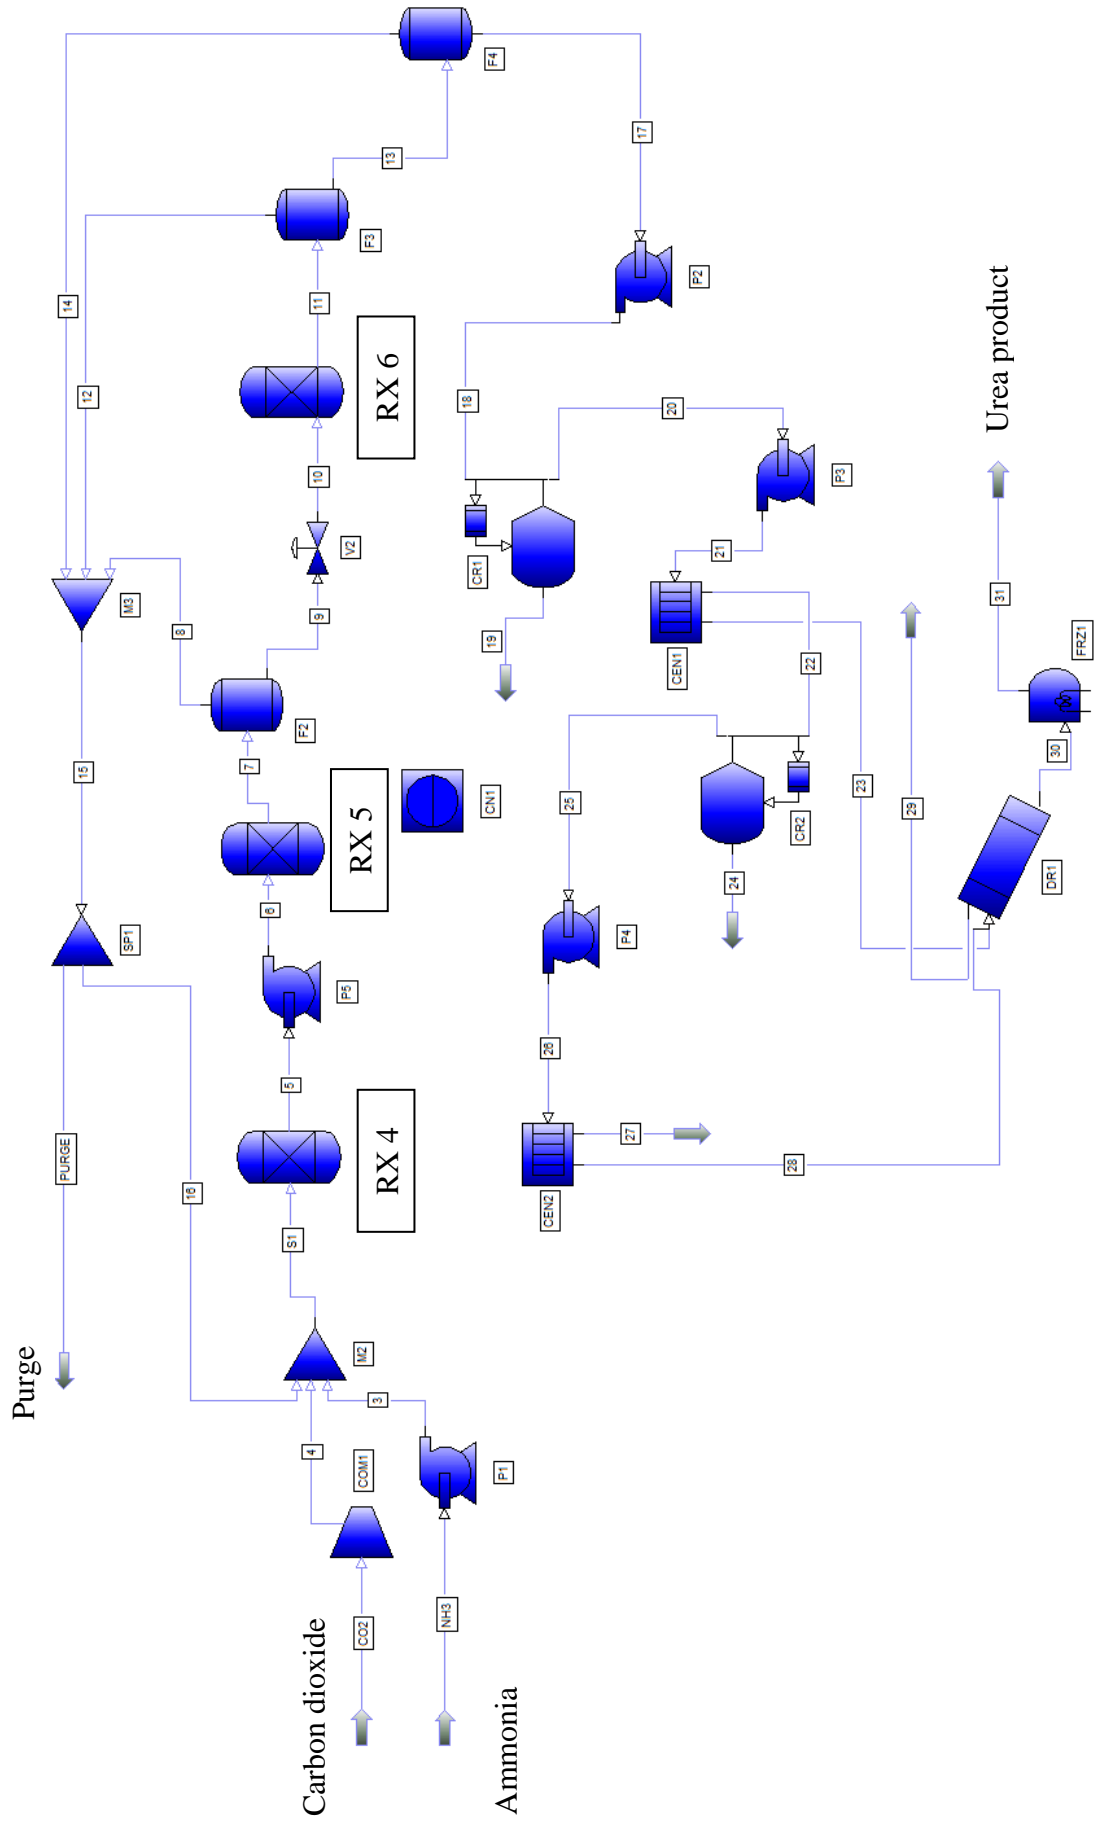 Purge
PURGE
14
12
15
SP1
M3
8
16
F4
13
17
F3
11
RX 6
10
V2
9
F2
7
RX 5
CN1
6
P5
5
RX 4
S1
M2
4
3
COM1
P1
CO2
NH3
Carbon dioxide
Ammonia
P2
18
20
P3
CR1
19
21
CEN1
22
23
25
CR2
24
P4
26
CEN2
27
28
29
DR1
30
FRZ1
31
Urea product